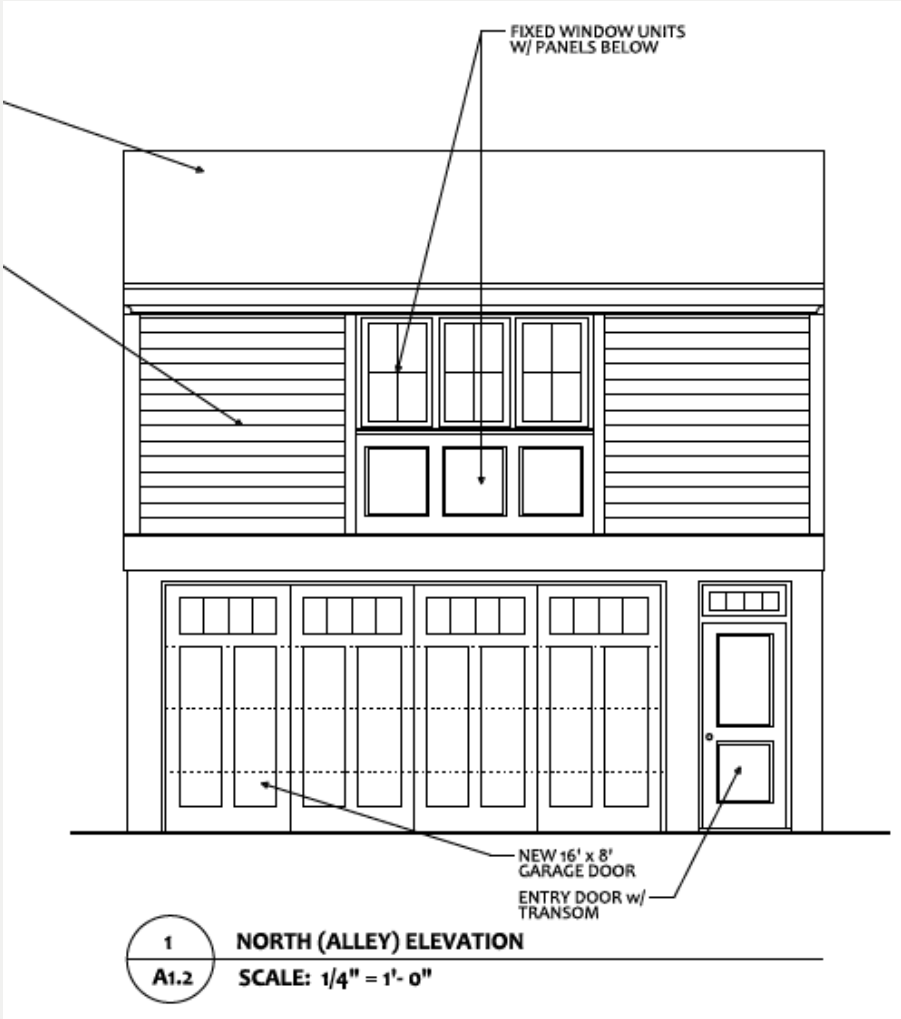 FIXED WINDOW UNITS
W/ PANELS BELOW
NEW 16' x 8'
GARAGE DOOR
ENTRY DOOR w/
TRANSOM
1
NORTH (ALLEY) ELEVATION
A1.2
SCALE: 1/4" = 1'- 0"